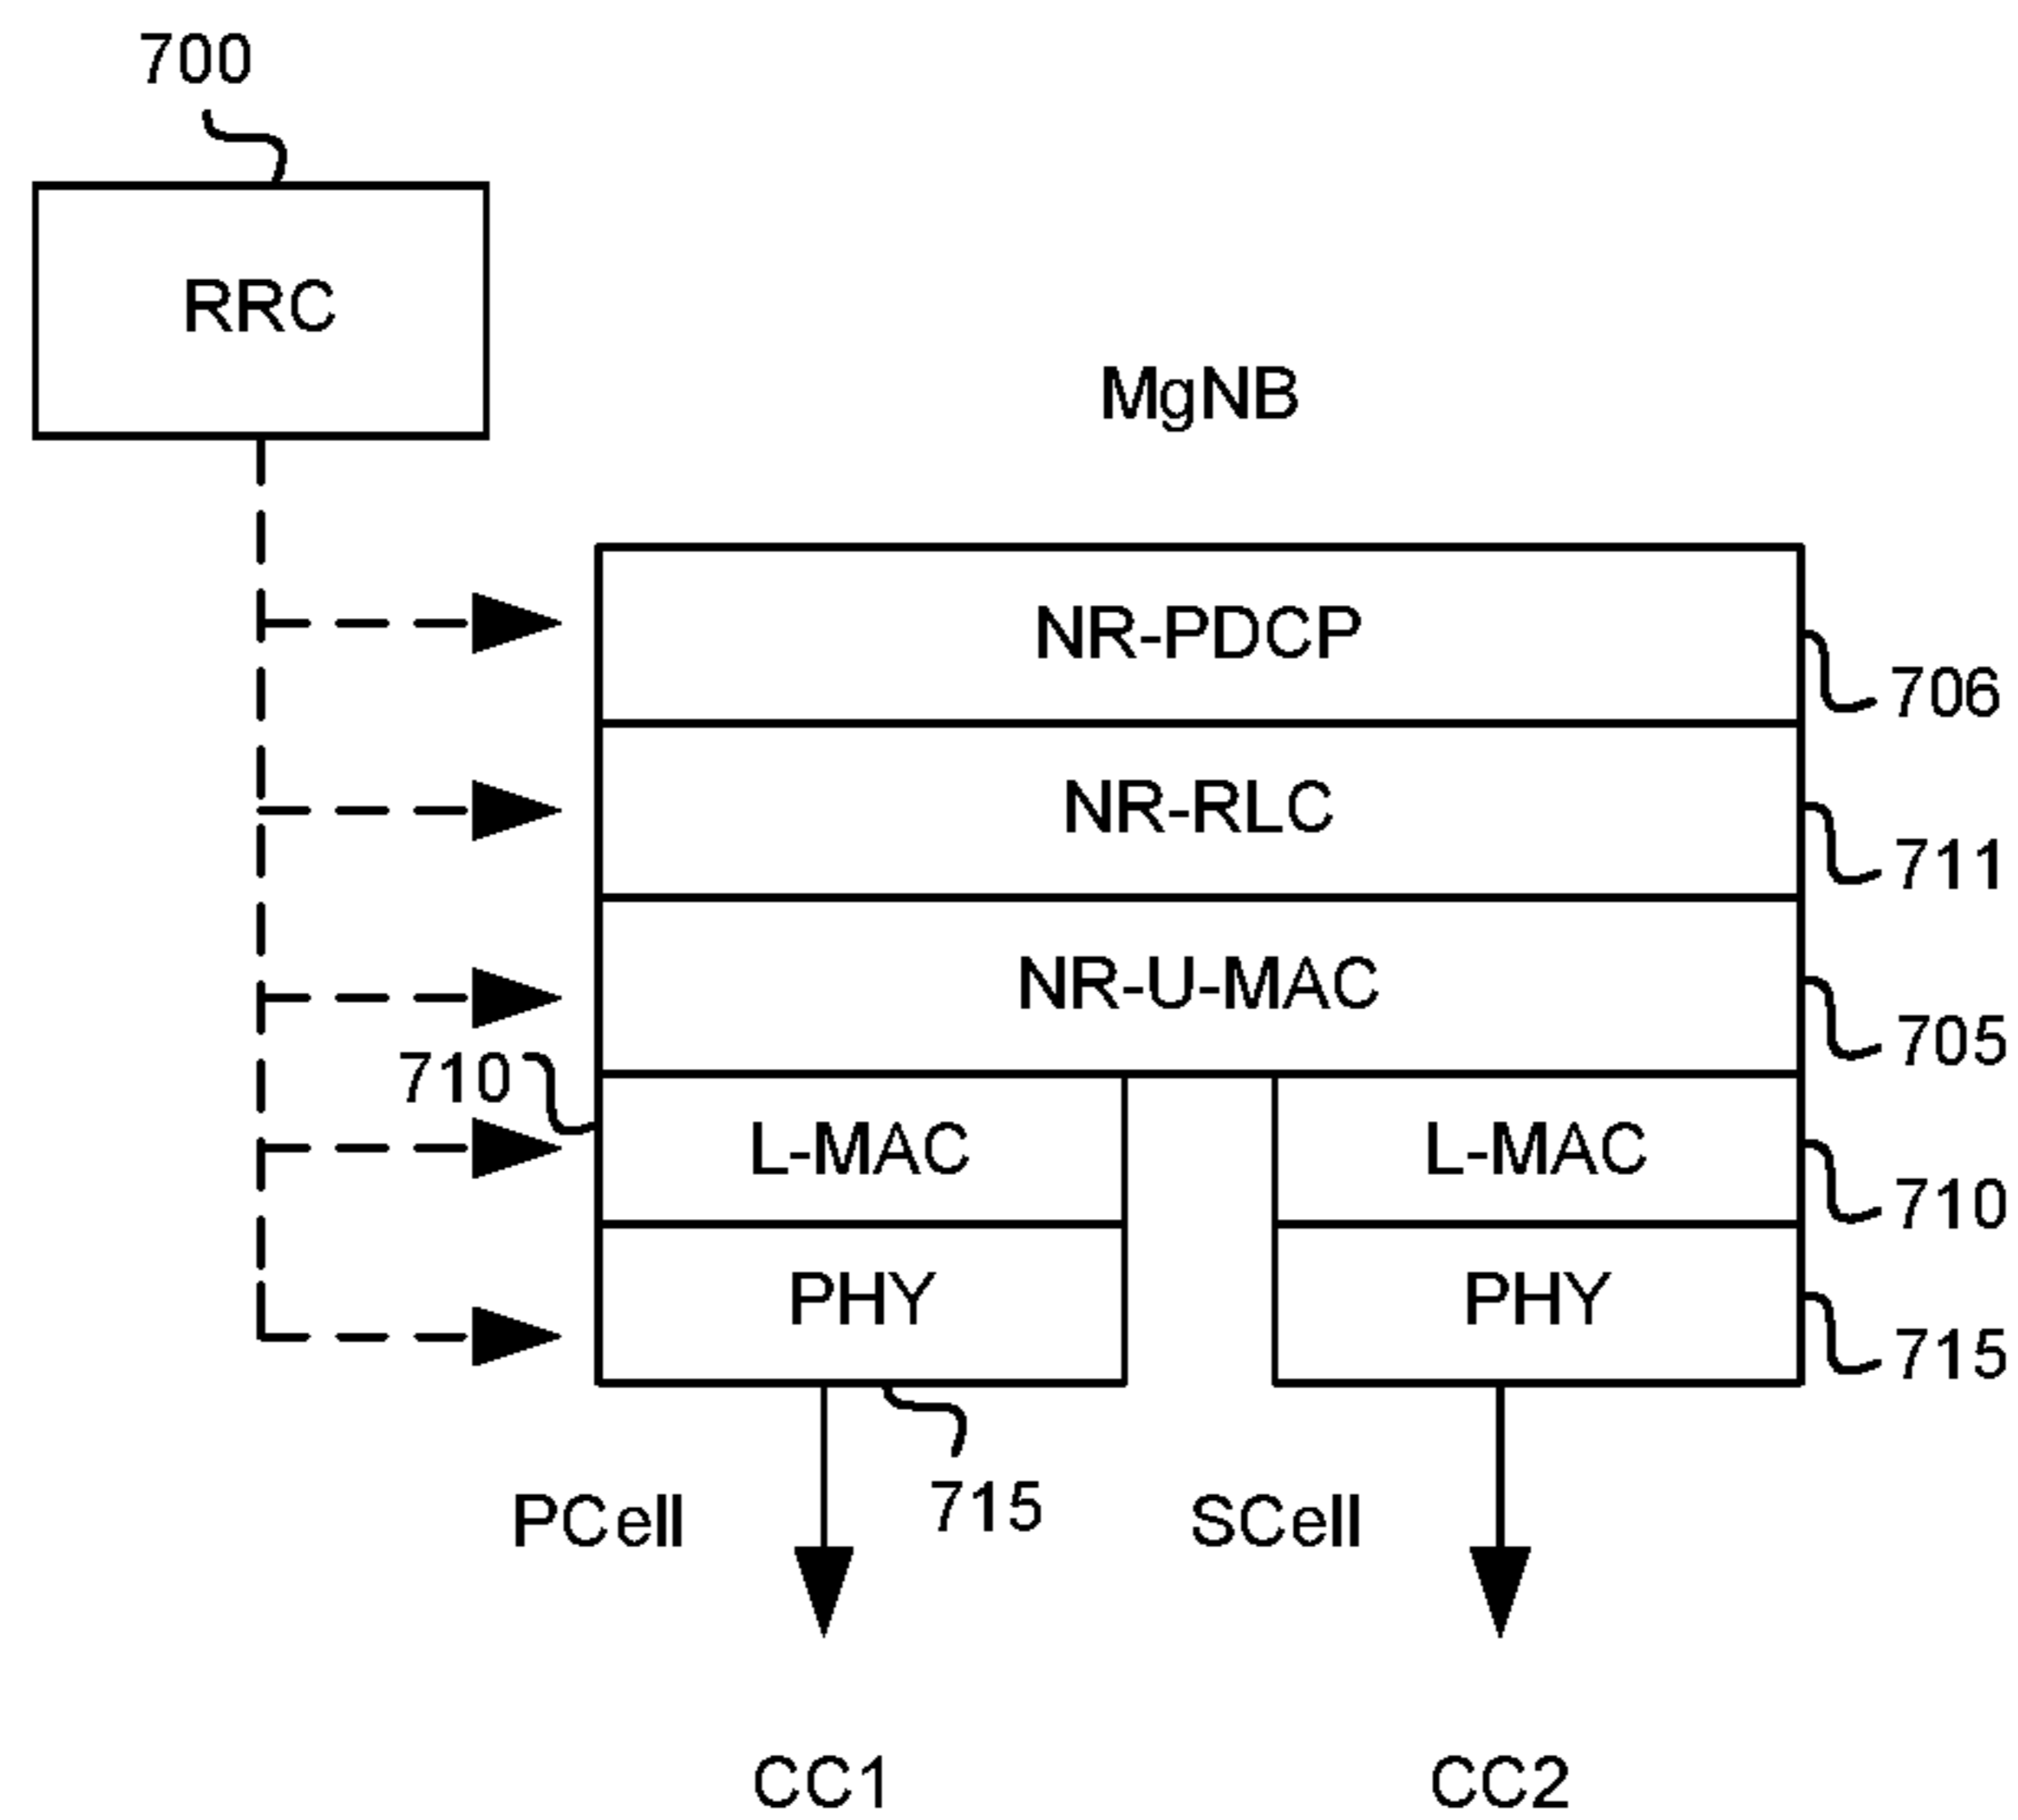 700
RRC
MgNB
NR-PDCP
706
NR-RLC
711
NR-U-MAC
705
710
L-MAC
L-MAC
710
PHY
PHY
715
PCell
715
SCell
CC1
CC2